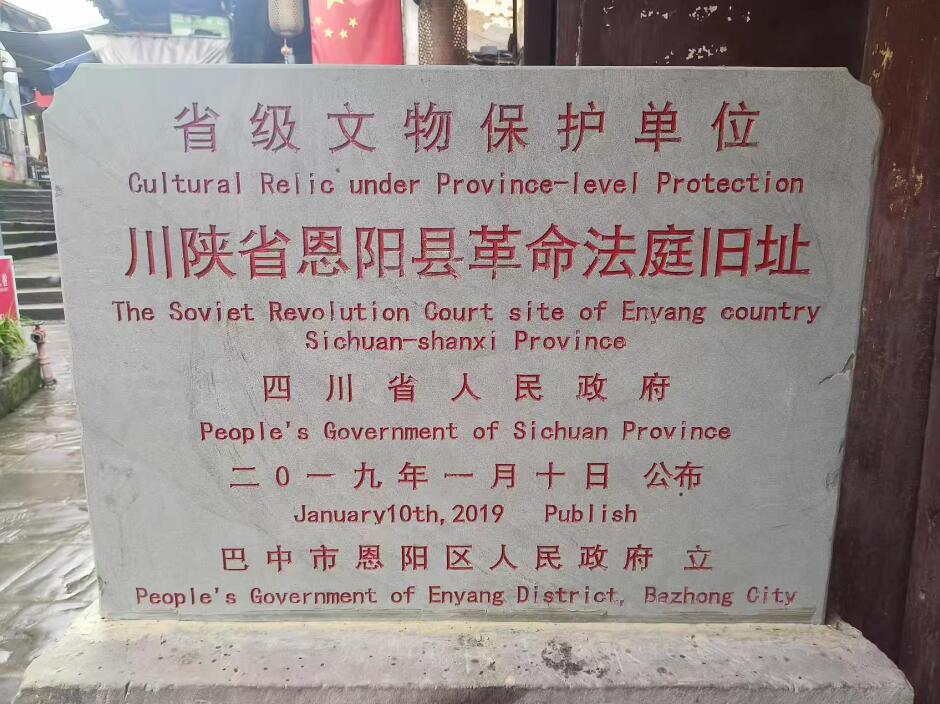 省级文物保护单位
Cultural Relic under Province-level Protection
川陕省恩阳县革命法庭旧址
The Soviet Revolution Court site of Enyang country
Sichuan-shanxi Province
四川省人民政府
People's Government of Sichuan Province
二0一九年一月十日 公布
January10th,2019 Publish
巴中市恩阳区人民政府 立
People's Government of Enyang District, Bazhong City